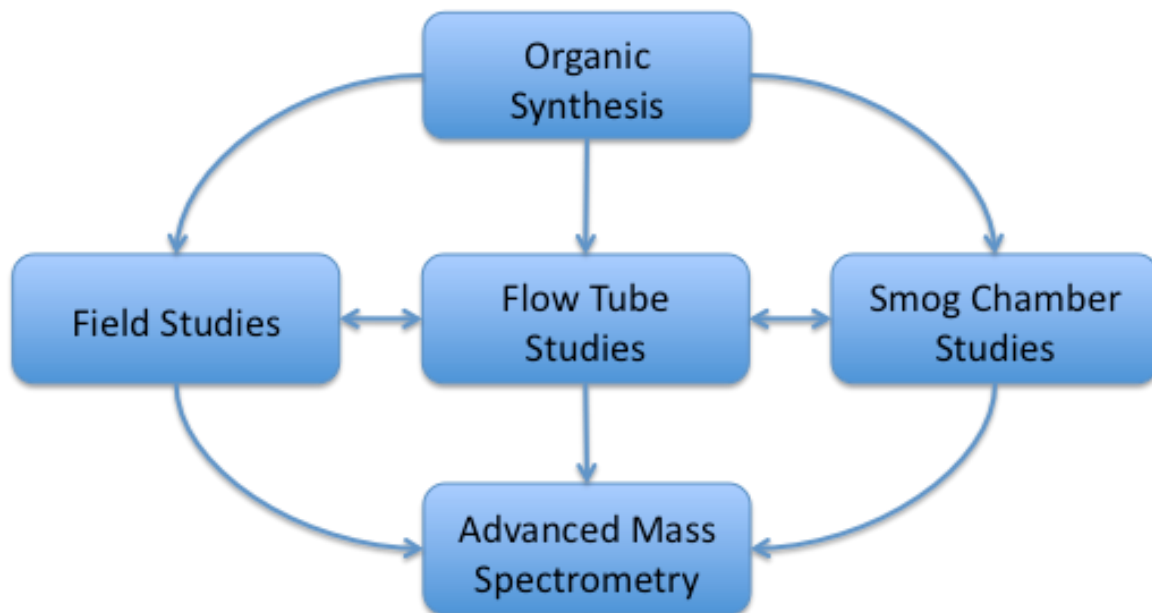 Organic
Synthesis
Field Studies
Flow Tube
Studies
Smog Chamber
Studies
Advanced Mass
Spectrometry